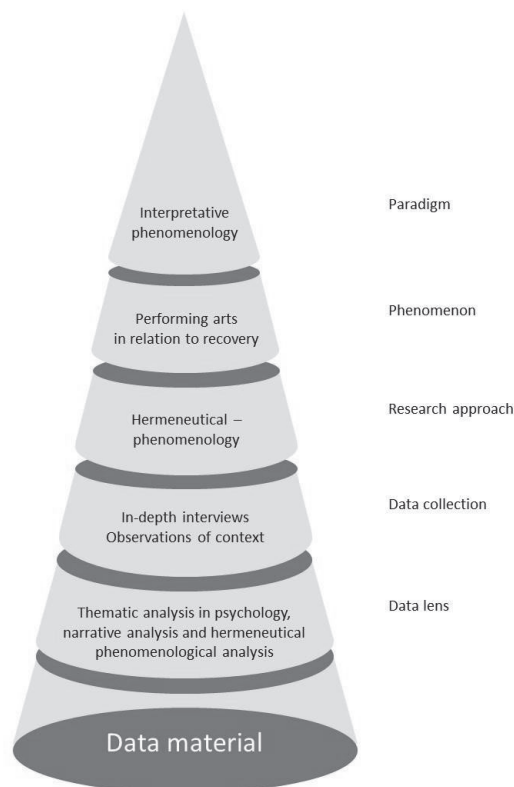 Interpretative
phenomenology
Paradigm
Performing arts
in relation to recovery
Phenomenon
Hermeneutical –
phenomenology
Research approach
In-depth interviews
Observations of context
Data collection
Thematic analysis in psychology,
narrative analysis and hermeneutical
phenomenological analysis
Data lens
Data material